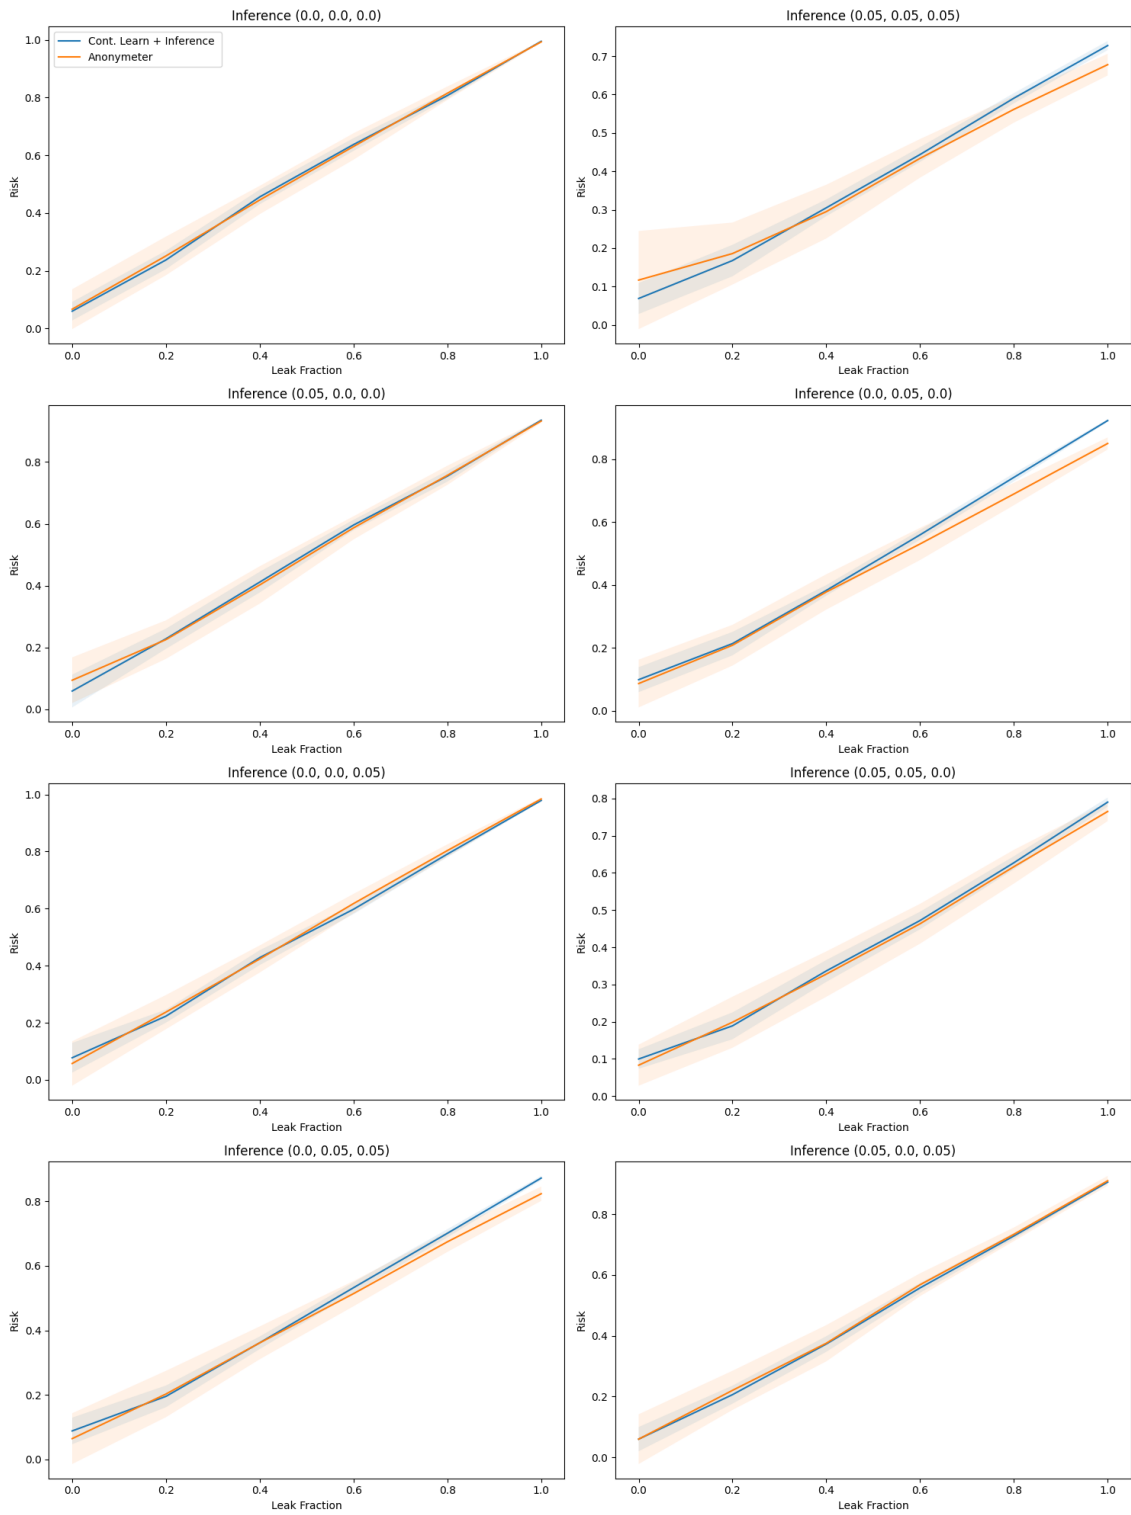 Inference (0.0, 0.0, 0.0)
Cont. Learn + Inference
Anonymeter
1.0
0.8
0.6
0.4
0.2
0.0
Risk
0.0 0.2 0.4 0.6 0.8 1.0
Leak Fraction
Inference (0.05, 0.05, 0.05)
0.7
0.6
0.5
0.4
0.3
0.2
0.1
0.0
Risk
0.0 0.2 0.4 0.6 0.8 1.0
Leak Fraction
Inference (0.05, 0.0, 0.0)
0.8
0.6
0.4
0.2
0.0
Risk
0.0 0.2 0.4 0.6 0.8 1.0
Leak Fraction
Inference (0.0, 0.05, 0.0)
0.8
0.6
0.4
0.2
0.0
Risk
0.0 0.2 0.4 0.6 0.8 1.0
Leak Fraction
Inference (0.0, 0.0, 0.05)
1.0
0.8
0.6
0.4
0.2
0.0
Risk
0.0 0.2 0.4 0.6 0.8 1.0
Leak Fraction
Inference (0.05, 0.05, 0.0)
0.8
0.7
0.6
0.5
0.4
0.3
0.2
0.1
0.0
Risk
0.0 0.2 0.4 0.6 0.8 1.0
Leak Fraction
Inference (0.0, 0.05, 0.05)
0.8
0.6
0.4
0.2
0.0
Risk
0.0 0.2 0.4 0.6 0.8 1.0
Leak Fraction
Inference (0.05, 0.0, 0.05)
0.8
0.6
0.4
0.2
0.0
Risk
0.0 0.2 0.4 0.6 0.8 1.0
Leak Fraction